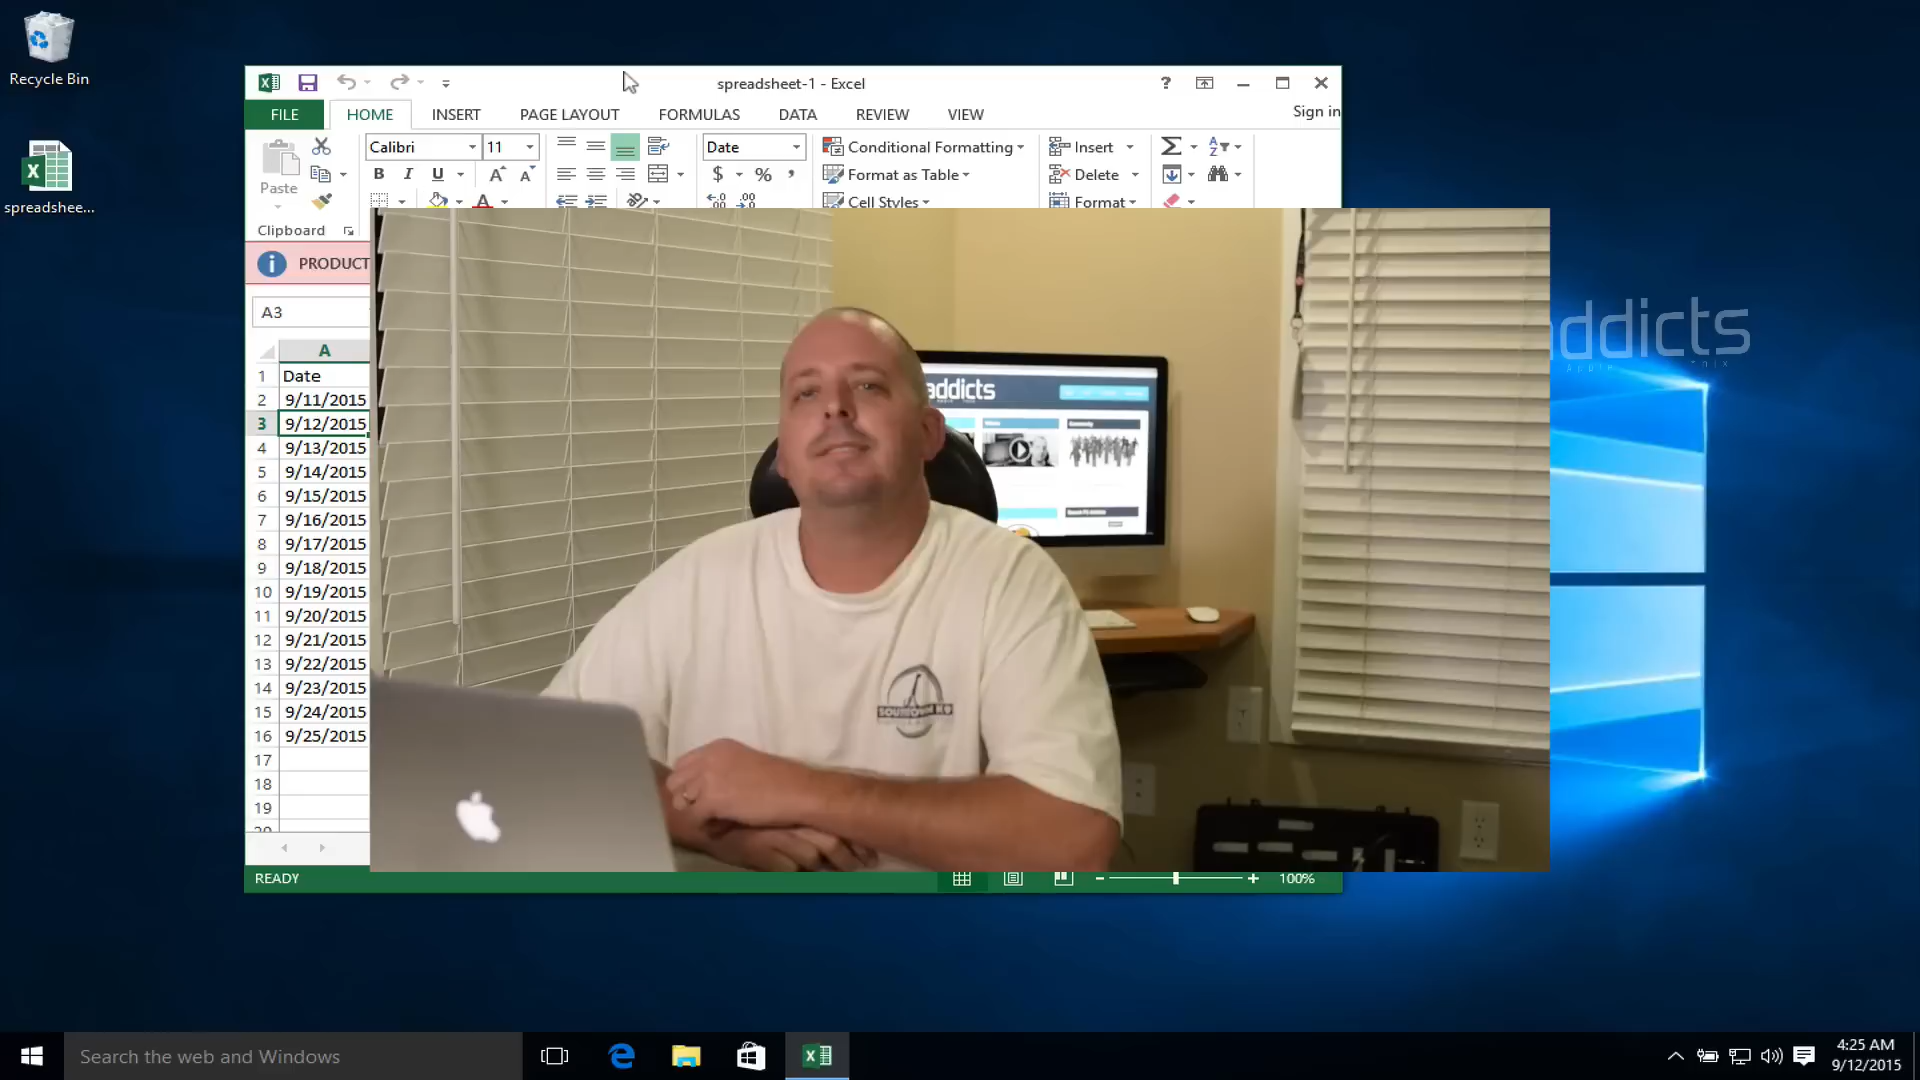 Recycle Bin
spreadshee...
spreadsheet-1 - Excel
?
FILE HOME INSERT PAGE LAYOUT FORMULAS DATA REVIEW VIEW Sign in
Paste
Clipboard
Calibri 11
B I U A A
A
Date
$ % ,
Conditional Formatting
Format as Table
Cell Styles
Insert
Delete
Format
PRODUCT
A3
A
1 Date
2 9/11/2015
3 9/12/2015
4 9/13/2015
5 9/14/2015
6 9/15/2015
7 9/16/2015
8 9/17/2015
9 9/18/2015
10 9/19/2015
11 9/20/2015
12 9/21/2015
13 9/22/2015
14 9/23/2015
15 9/24/2015
16 9/25/2015
17
18
19
READY
100%
addicts
addicts
Search the web and Windows
4:25 AM
9/12/2015